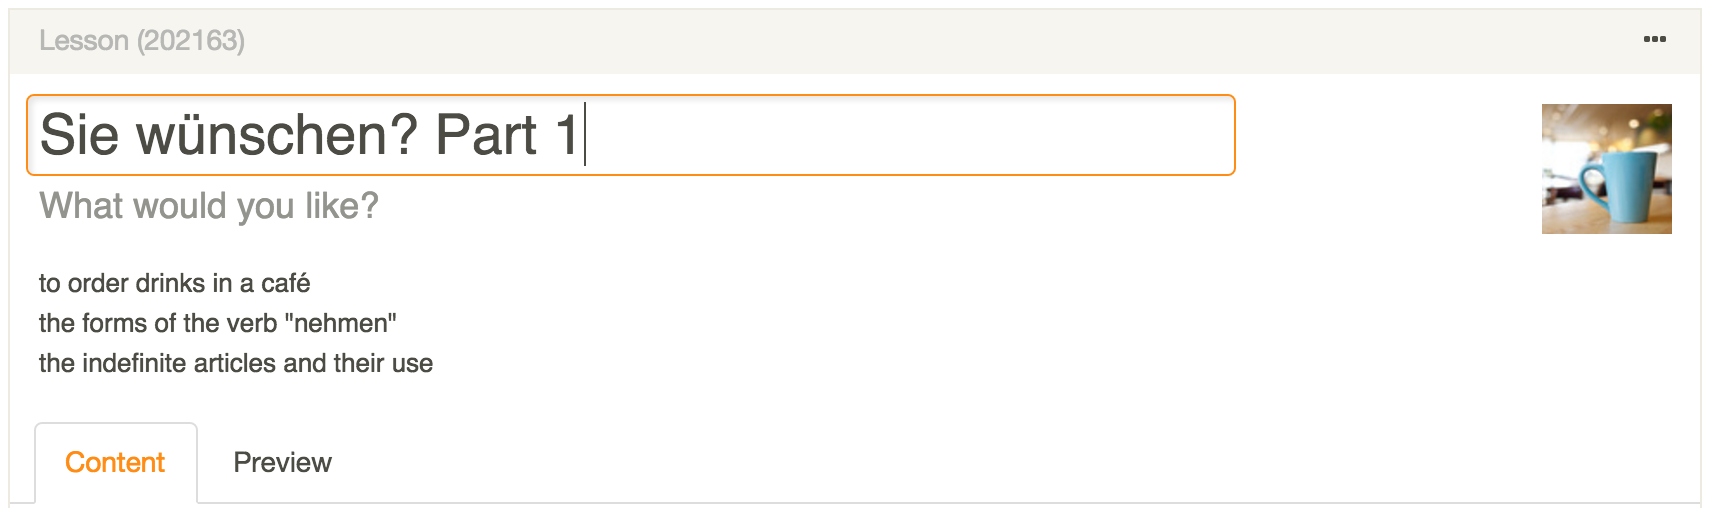 Lesson (202163)
Sie wünschen? Part 1
What would you like?
to order drinks in a café
the forms of the verb "nehmen"
the indefinite articles and their use
Content Preview